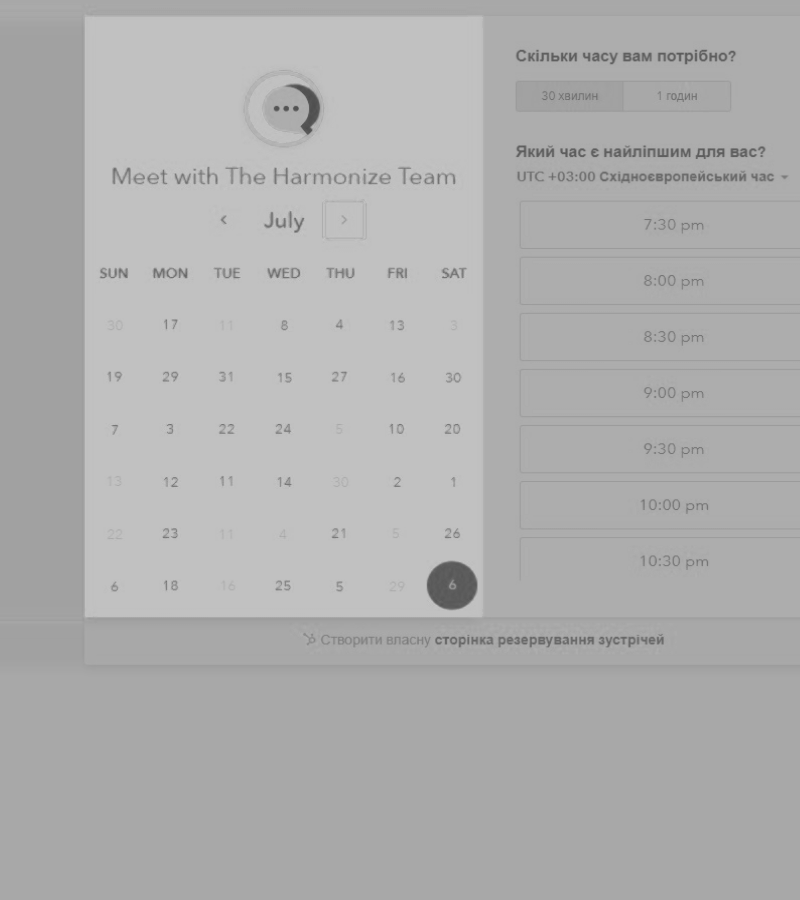 Meet with The Harmonize Team
‹ July ›
SUN MON TUE WED THU FRI SAT
30 17 11 8 4 13 3
19 29 31 15 27 16 30
7 3 22 24 5 10 20
13 12 11 14 30 2 1
22 23 11 4 21 5 26
6 18 16 25 5 29 6
Скільки часу вам потрібно?
30 хвилин 1 годин
Який час є найліпшим для вас?
UTC +03:00 Східноєвропейський час
7:30 pm
8:00 pm
8:30 pm
9:00 pm
9:30 pm
10:00 pm
10:30 pm
Створити власну сторінка резервування зустрічей